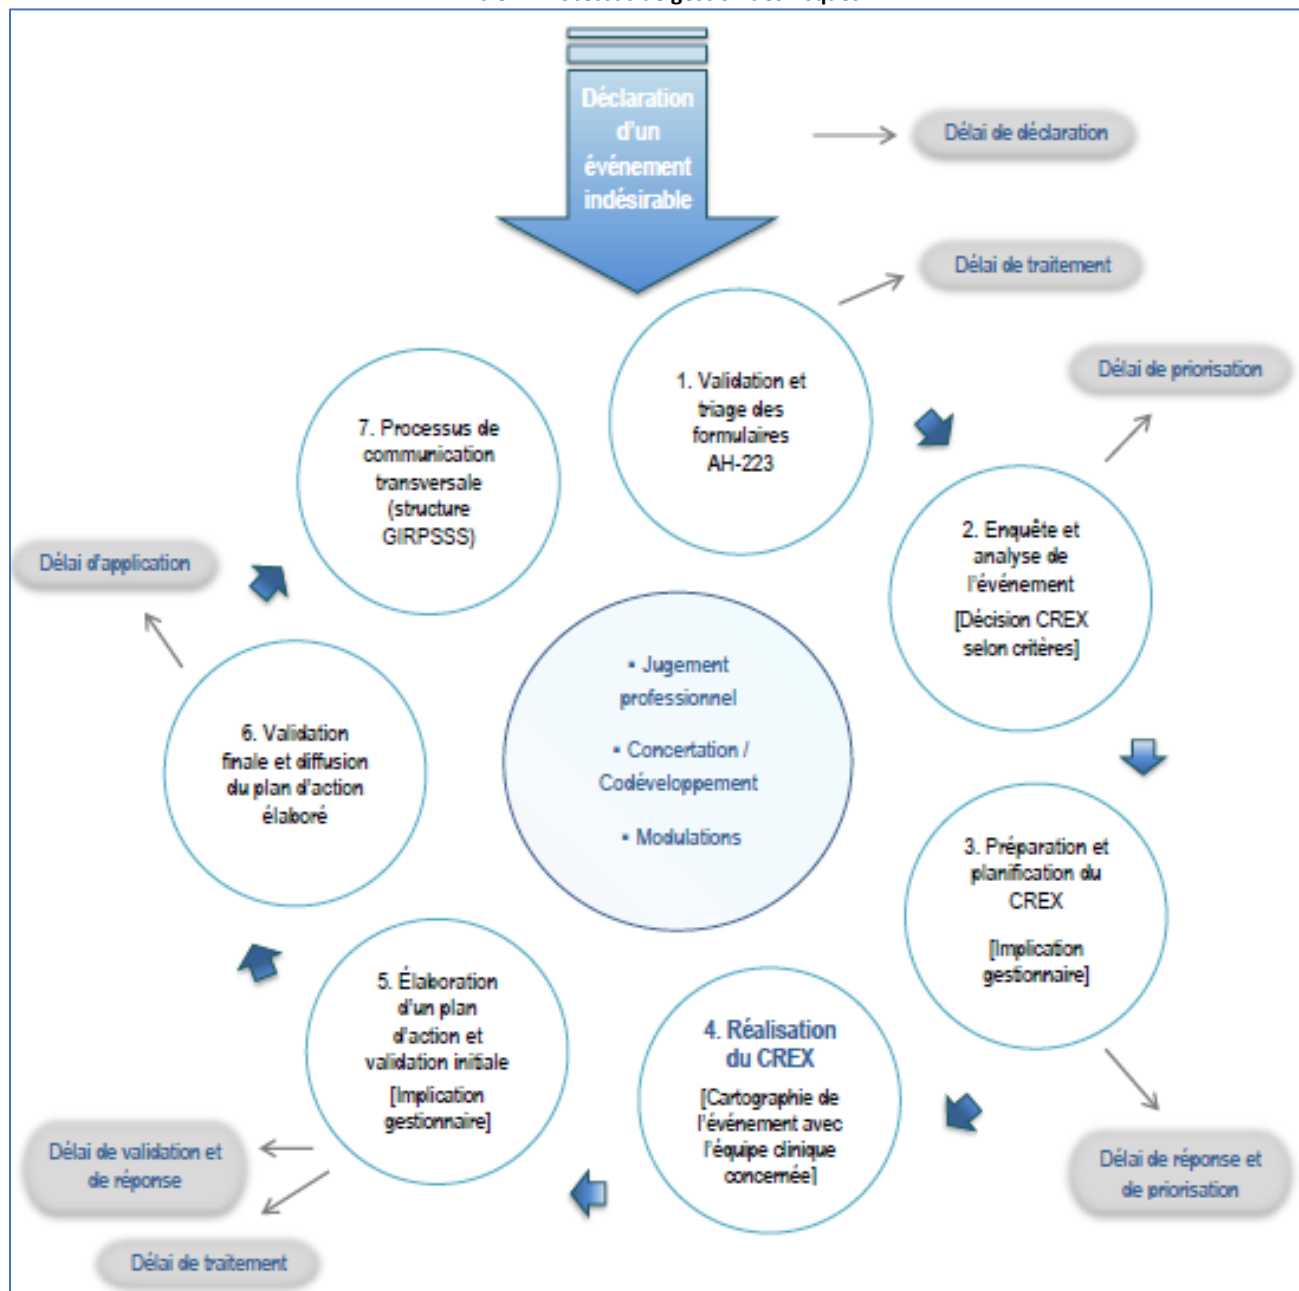 Déclaration
d'un
événement
indésirable
Délai de déclaration
Délai de traitement
Délai de priorisation
1. Validation et
triage des
formulaires
AH-223
2. Enquête et
analyse de
l'événement
[Décision CREX
selon critères]
3. Préparation et
planification du
CREX
[Implication
gestionnaire]
Délai de réponse et
de priorisation
4. Réalisation
du CREX
[Cartographie de
l'événement avec
l'équipe clinique
concernée]
5. Élaboration
d'un plan
d'action et
validation initiale
[Implication
gestionnaire]
Délai de validation et
de réponse
Délai de traitement
6. Validation
finale et diffusion
du plan d'action
élaboré
Délai d'application
7. Processus de
communication
transversale
(structure
GIRPSSS)
▪ Jugement
professionnel
▪ Concertation /
Codéveloppement
▪ Modulations